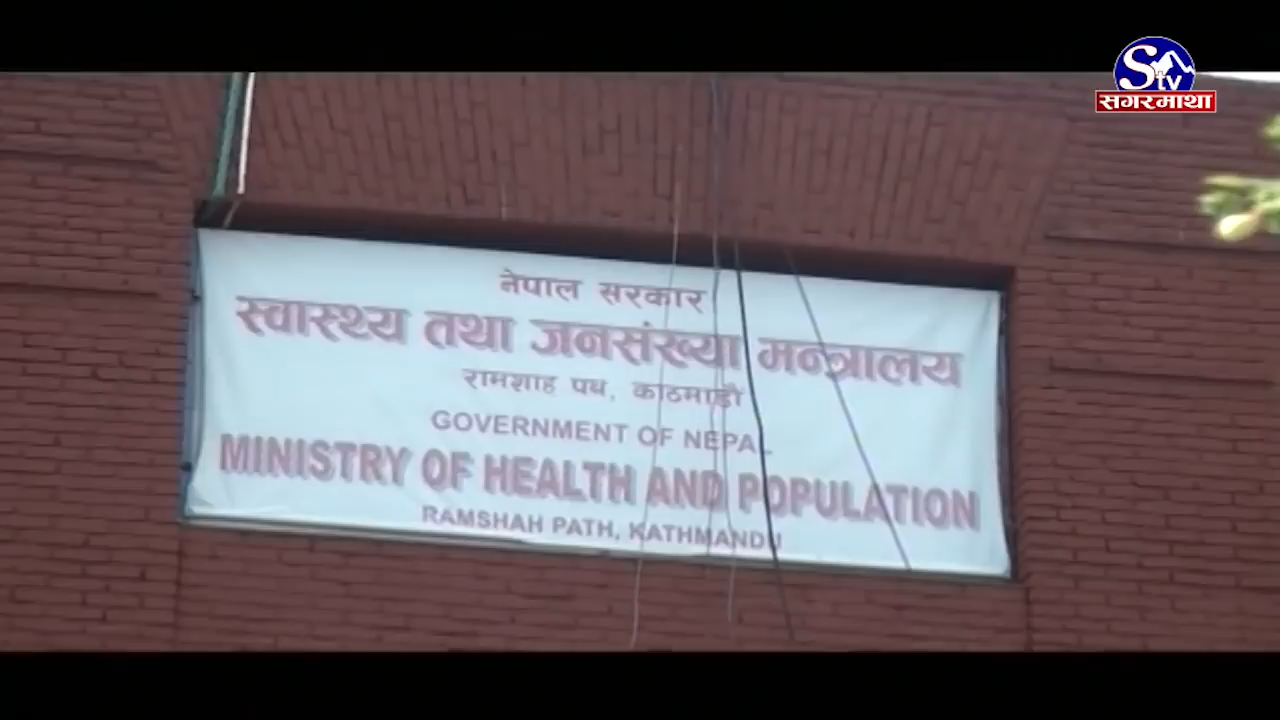 Stv
सगरमाथा
नेपाल सरकार
स्वास्थ्य तथा जनसंख्या मन्त्रालय
रामशाह पथ, काठमाडौं
GOVERNMENT OF NEPAL
MINISTRY OF HEALTH AND POPULATION
RAMSHAH PATH, KATHMANDU